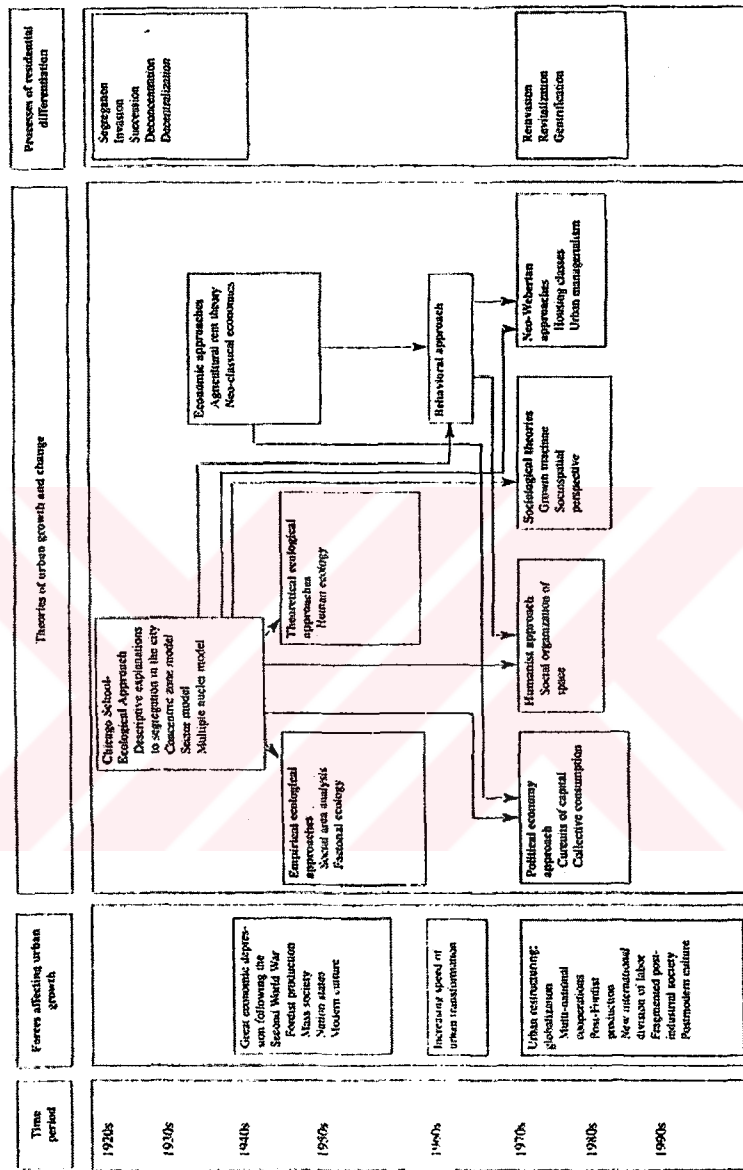 Time
period
Forces affecting urban
growth
Theories of urban growth and change
Processes of residential
differentiation
1920s
1930s
1940s
1950s
1960s
1970s
1980s
1990s
Great economic depres-
sion following the
Second World War
Fordist production
Mass society
Nation states
Modern culture
Increasing speed of
urban transformation
Urban restructuring:
globalization
Multi-national
cooperations
Post-Fordist
production
New international
division of labor
Fragmented post-
industrial society
Postmodern culture
Chicago School-
Ecological Approach
Descriptive explanations
to segregation in the city
Concentric zone model
Sector model
Multiple nuclei model
Empirical ecological
approaches
Social area analysis
Factorial ecology
Theoretical ecological
approaches
Human ecology
Economic approaches
Agricultural rent theory
Neo-classical economics
Behavioral approach
Political economy
approach
Circuits of capital
Collective consumption
Humanist approach
Social organization of
space
Sociological theories
Growth machine
Sociospatial
perspective
Neo-Weberian
approaches
Housing classes
Urban managerialism
Segregation
Invasion
Succession
Deconcentration
Decentralization
Reinvasion
Revitalization
Gentrification